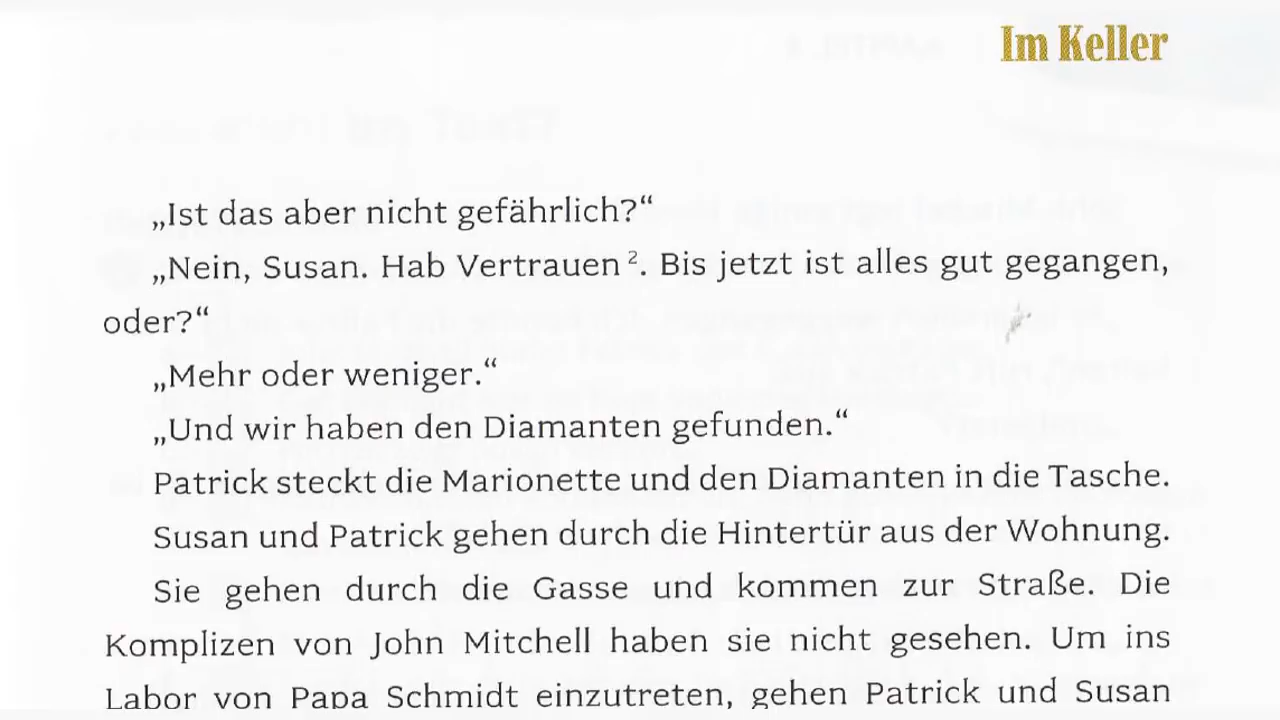 Im Keller
„Ist das aber nicht gefährlich?“
„Nein, Susan. Hab Vertrauen ². Bis jetzt ist alles gut gegangen,
oder?“
„Mehr oder weniger.“
„Und wir haben den Diamanten gefunden.“
Patrick steckt die Marionette und den Diamanten in die Tasche.
Susan und Patrick gehen durch die Hintertür aus der Wohnung.
Sie gehen durch die Gasse und kommen zur Straße. Die
Komplizen von John Mitchell haben sie nicht gesehen. Um ins
Labor von Papa Schmidt einzutreten, gehen Patrick und Susan